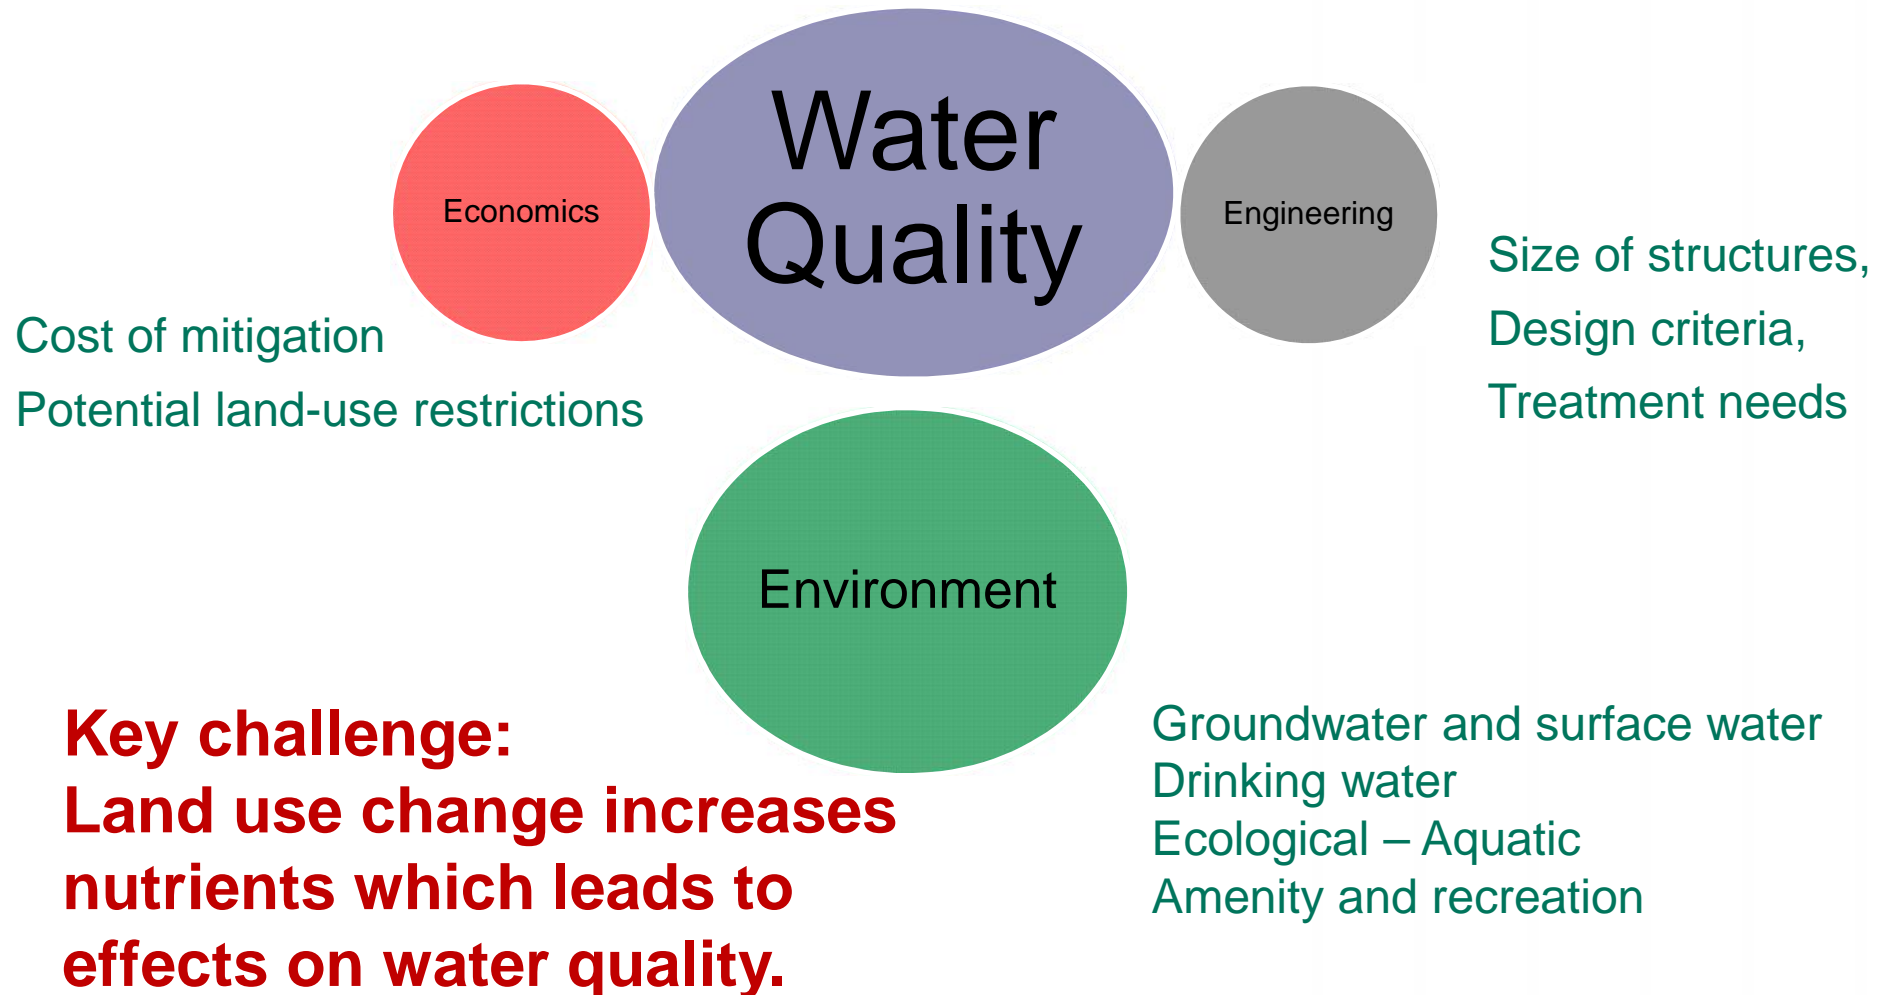 Water
Quality
Economics
Engineering
Size of structures,
Design criteria,
Treatment needs
Cost of mitigation
Potential land-use restrictions
Environment
Key challenge:
Land use change increases
nutrients which leads to
effects on water quality.
Groundwater and surface water
Drinking water
Ecological – Aquatic
Amenity and recreation